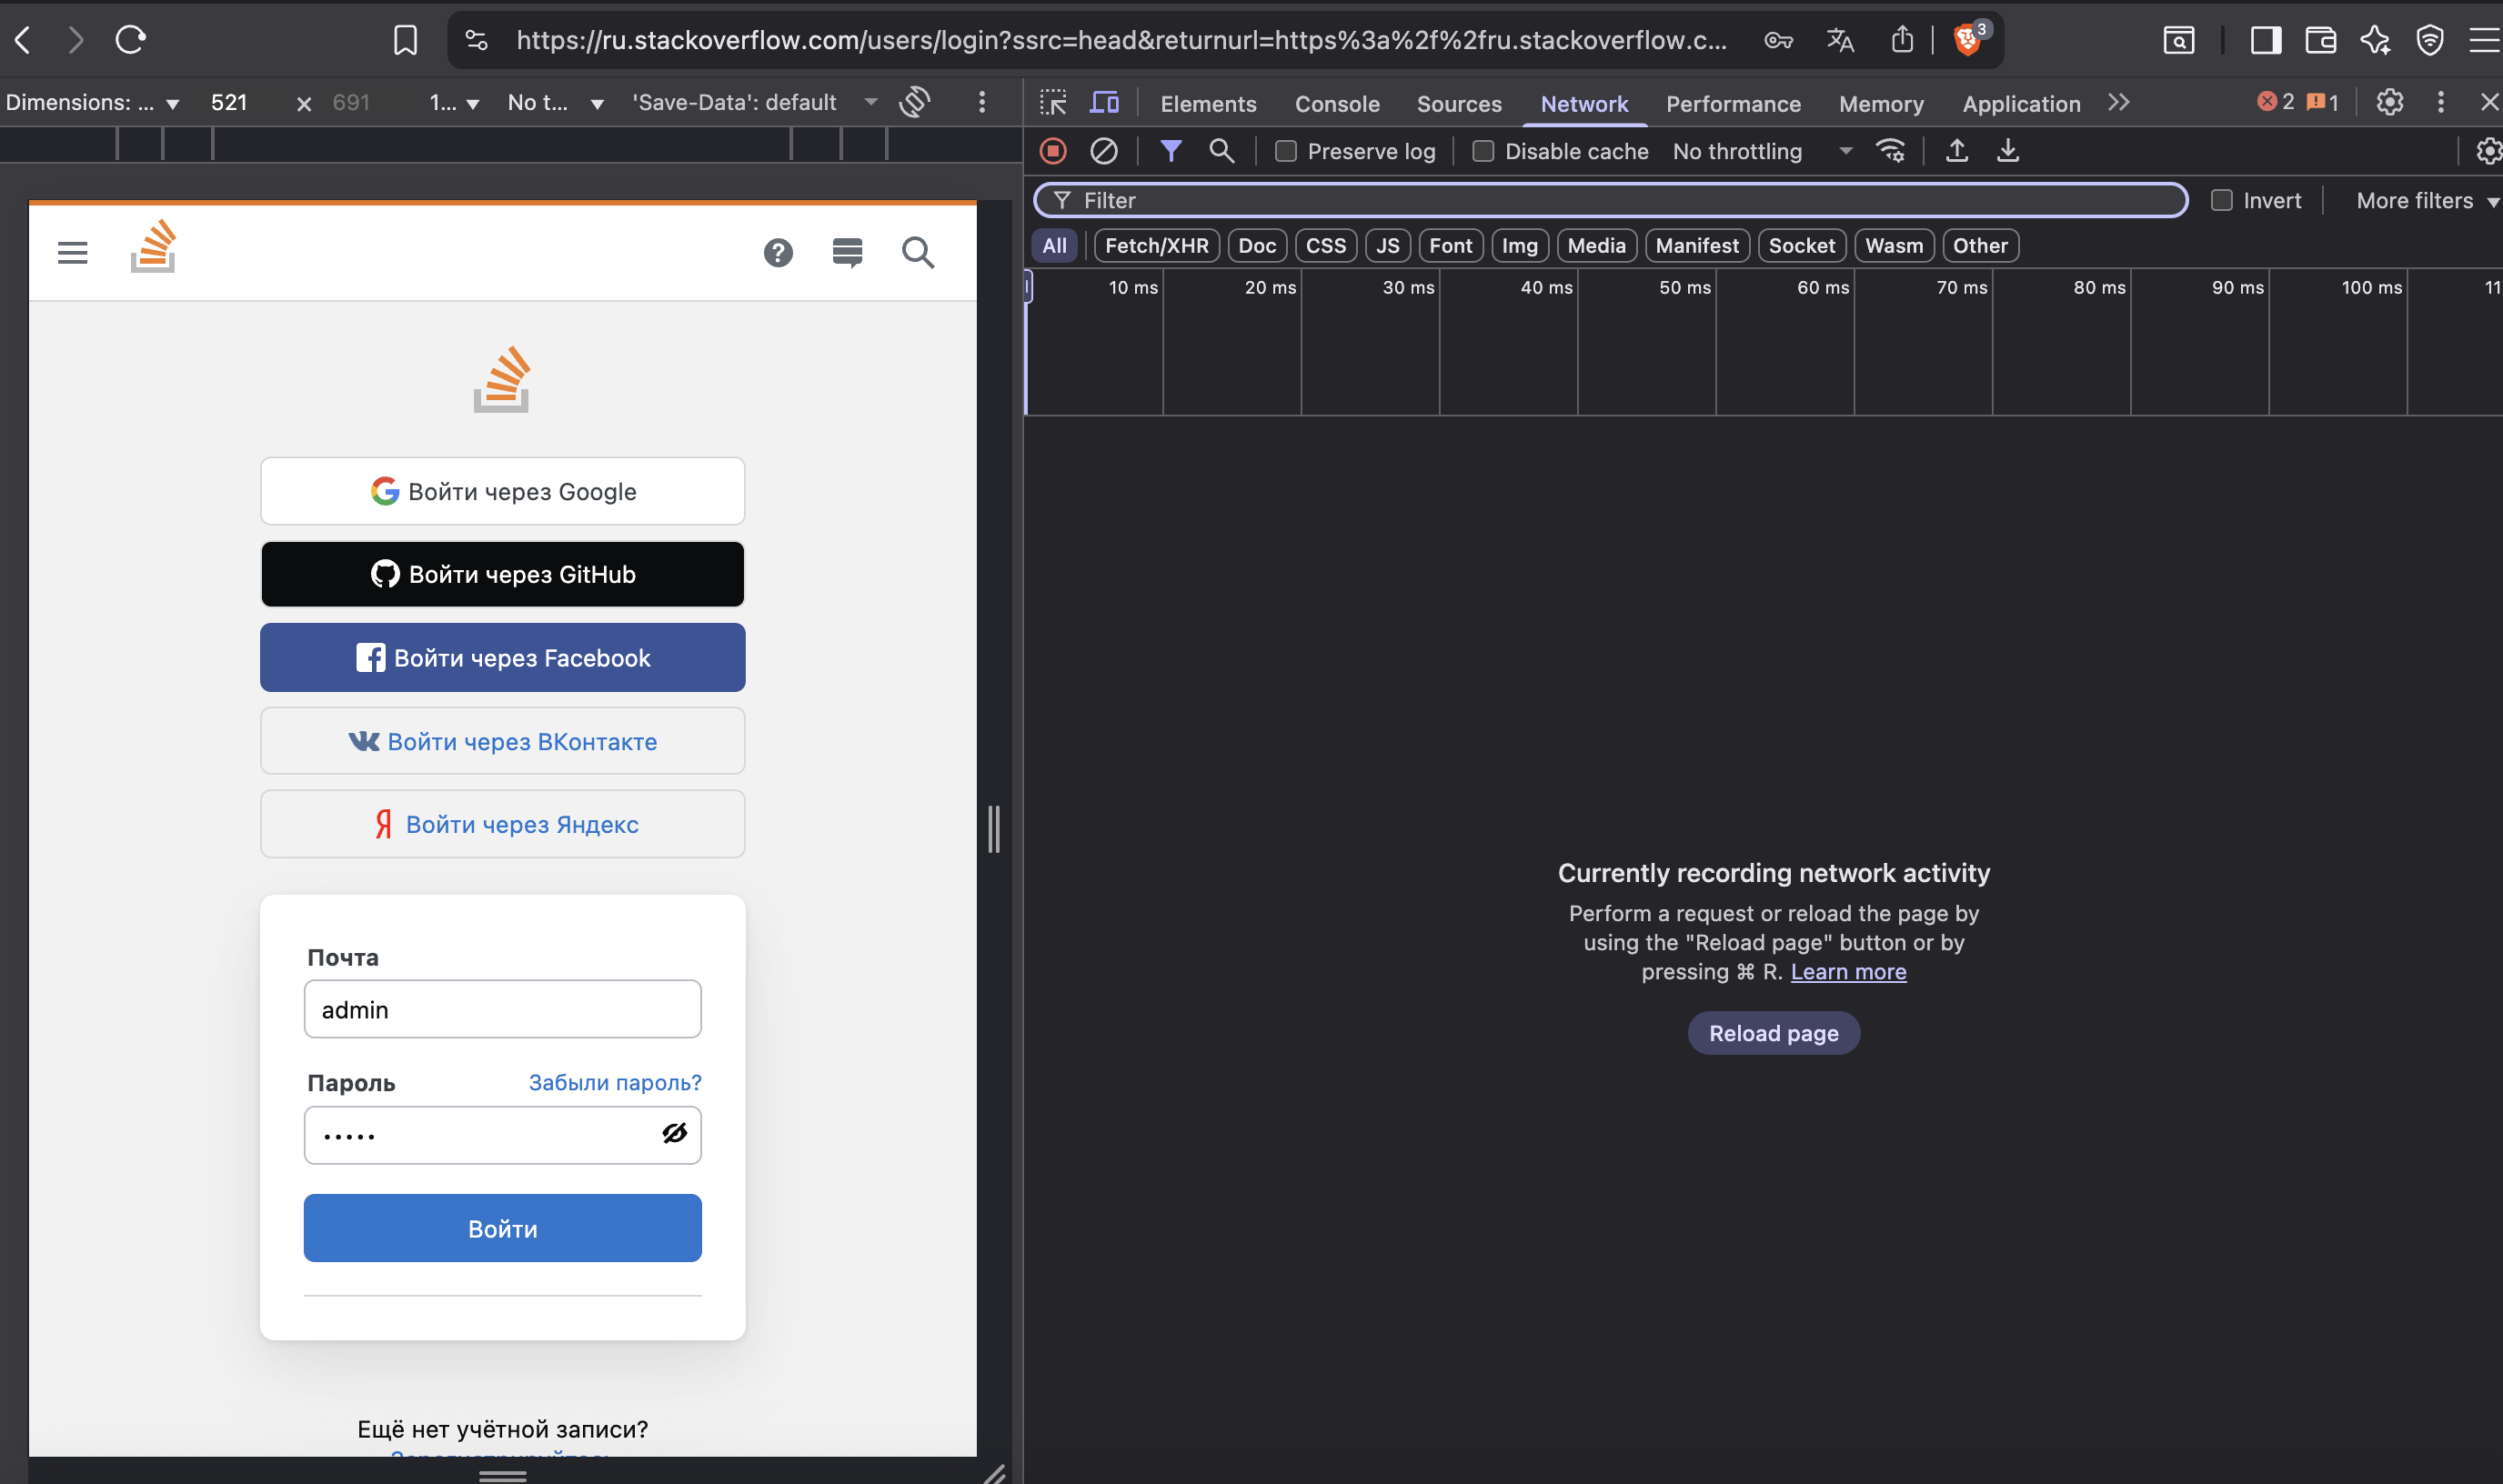 https://ru.stackoverflow.com/users/login?ssrc=head&returnurl=https%3a%2f%2fru.stackoverflow.c...
3
Dimensions: ...
521
×
691
1...
No t...
'Save-Data': default
Elements
Console
Sources
Network
Performance
Memory
Application
2
1
Preserve log
Disable cache
No throttling
Filter
Invert
More filters
All
Fetch/XHR
Doc
CSS
JS
Font
Img
Media
Manifest
Socket
Wasm
Other
10 ms
20 ms
30 ms
40 ms
50 ms
60 ms
70 ms
80 ms
90 ms
100 ms
11
Войти через Google
Войти через GitHub
Войти через Facebook
Войти через ВКонтакте
Войти через Яндекс
Почта
admin
Пароль
Забыли пароль?
•••••
Войти
Ещё нет учётной записи?
Currently recording network activity
Perform a request or reload the page by
using the "Reload page" button or by
pressing ⌘ R. Learn more
Reload page